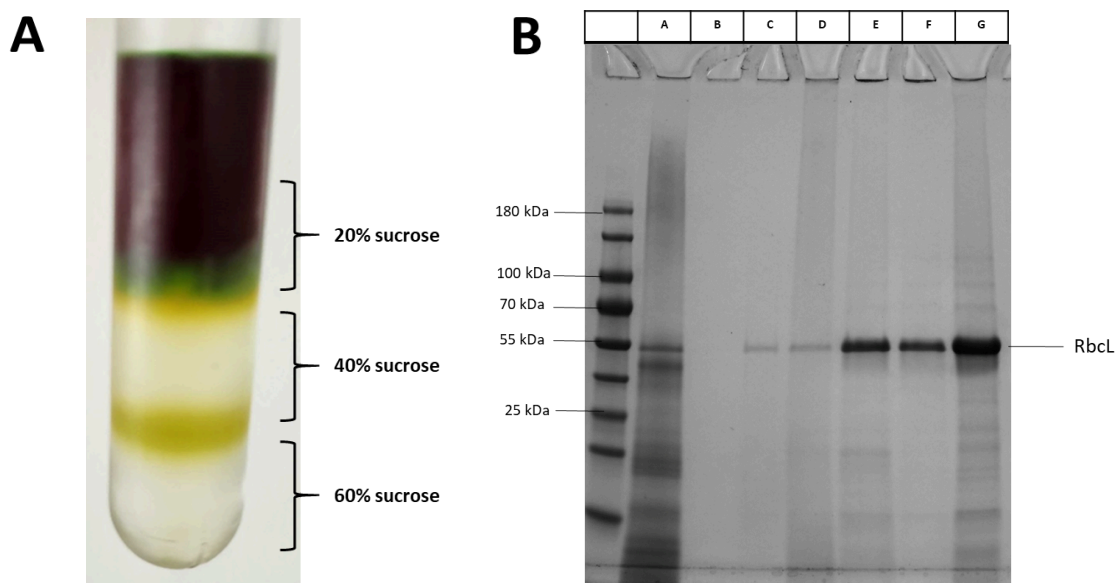 A
20% sucrose
40% sucrose
60% sucrose
B
A B C D E F G
180 kDa
100 kDa
70 kDa
55 kDa
25 kDa
RbcL